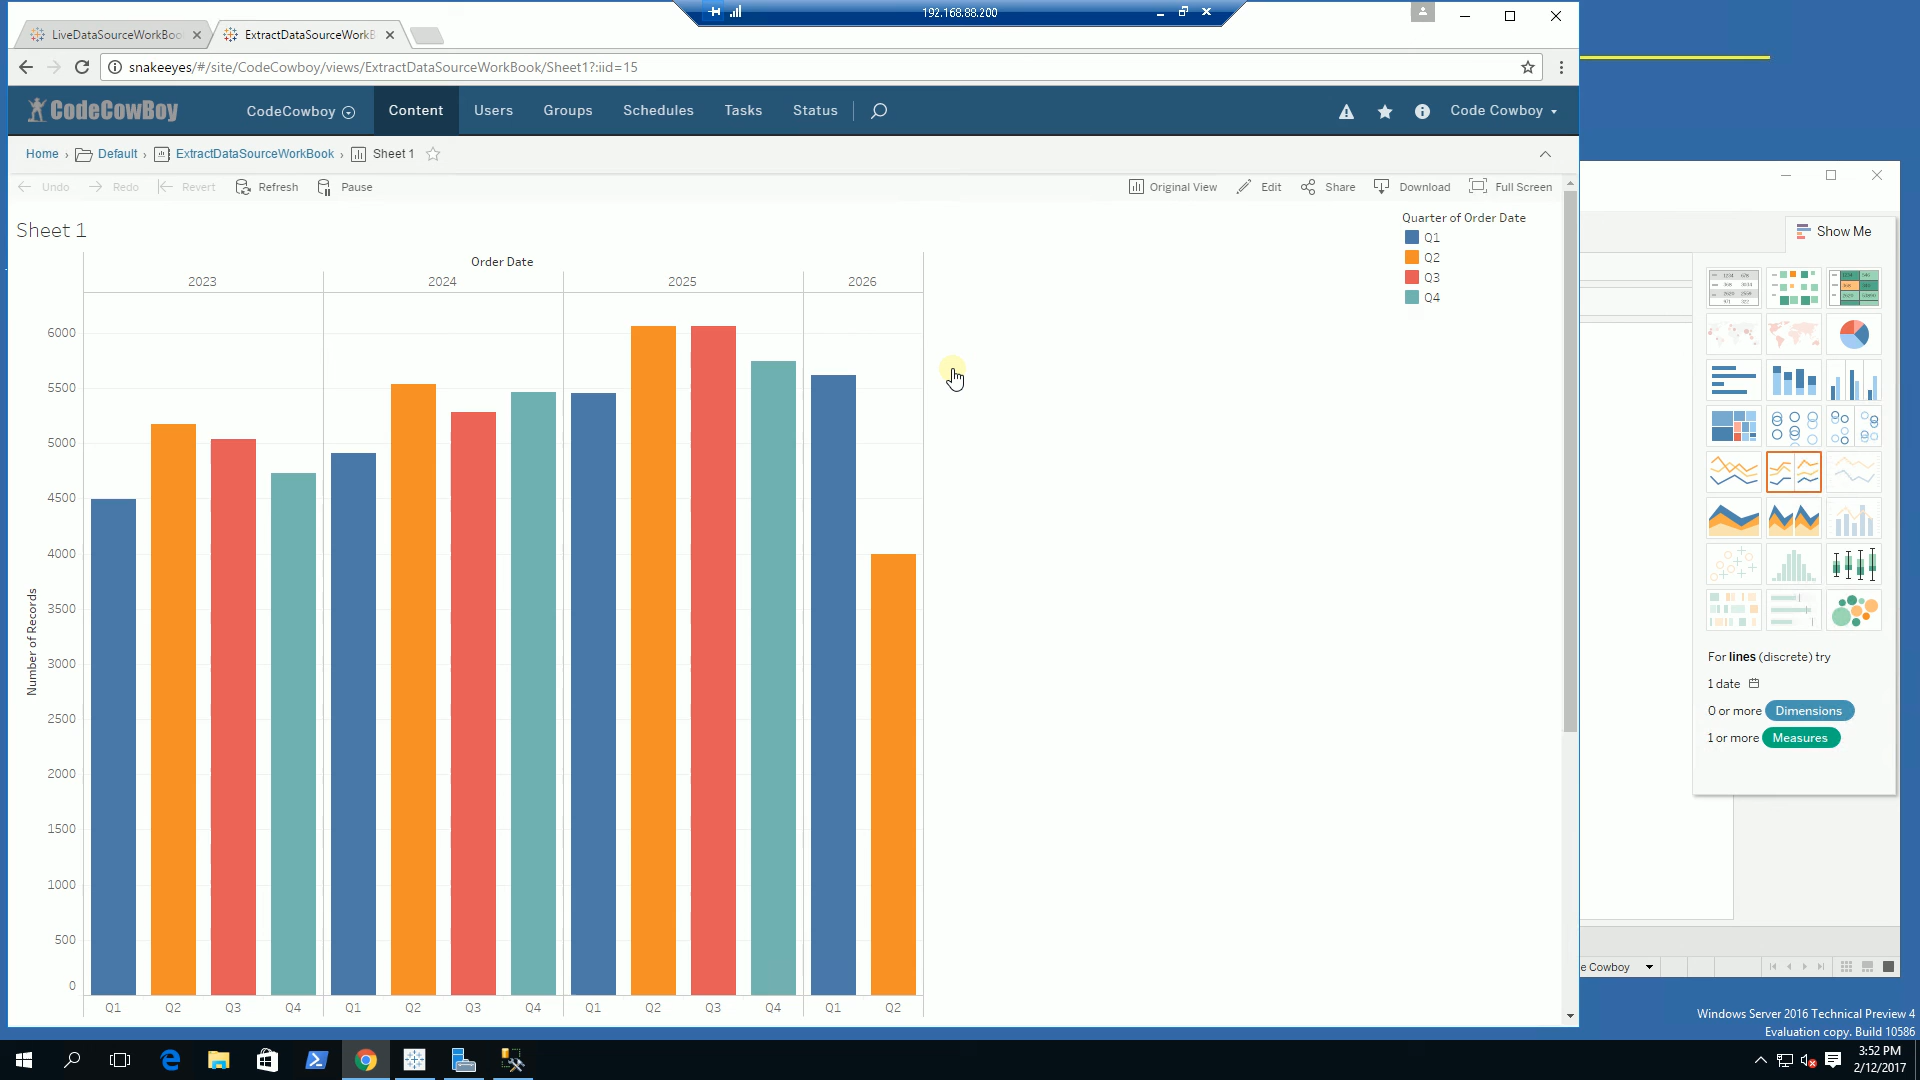 192.168.88.200
LiveDataSourceWorkBoo
ExtractDataSourceWorkB
snakeeyes/#/site/CodeCowboy/views/ExtractDataSourceWorkBook/Sheet1?:iid=15
CodeCowBoy
CodeCowboy Content Users Groups Schedules Tasks Status Code Cowboy
Home › Default › ExtractDataSourceWorkBook › Sheet 1
Undo Redo Revert Refresh Pause Original View Edit Share Download Full Screen
Sheet 1
Order Date
2023 2024 2025 2026
6000
5500
5000
4500
4000
3500
3000
2500
2000
1500
1000
500
0
Number of Records
Q1 Q2 Q3 Q4 Q1 Q2 Q3 Q4 Q1 Q2 Q3 Q4 Q1 Q2
Quarter of Order Date
Q1
Q2
Q3
Q4
Show Me
For lines (discrete) try
1 date
0 or more Dimensions
1 or more Measures
e Cowboy
Windows Server 2016 Technical Preview 4
Evaluation copy. Build 10586
3:52 PM
2/12/2017